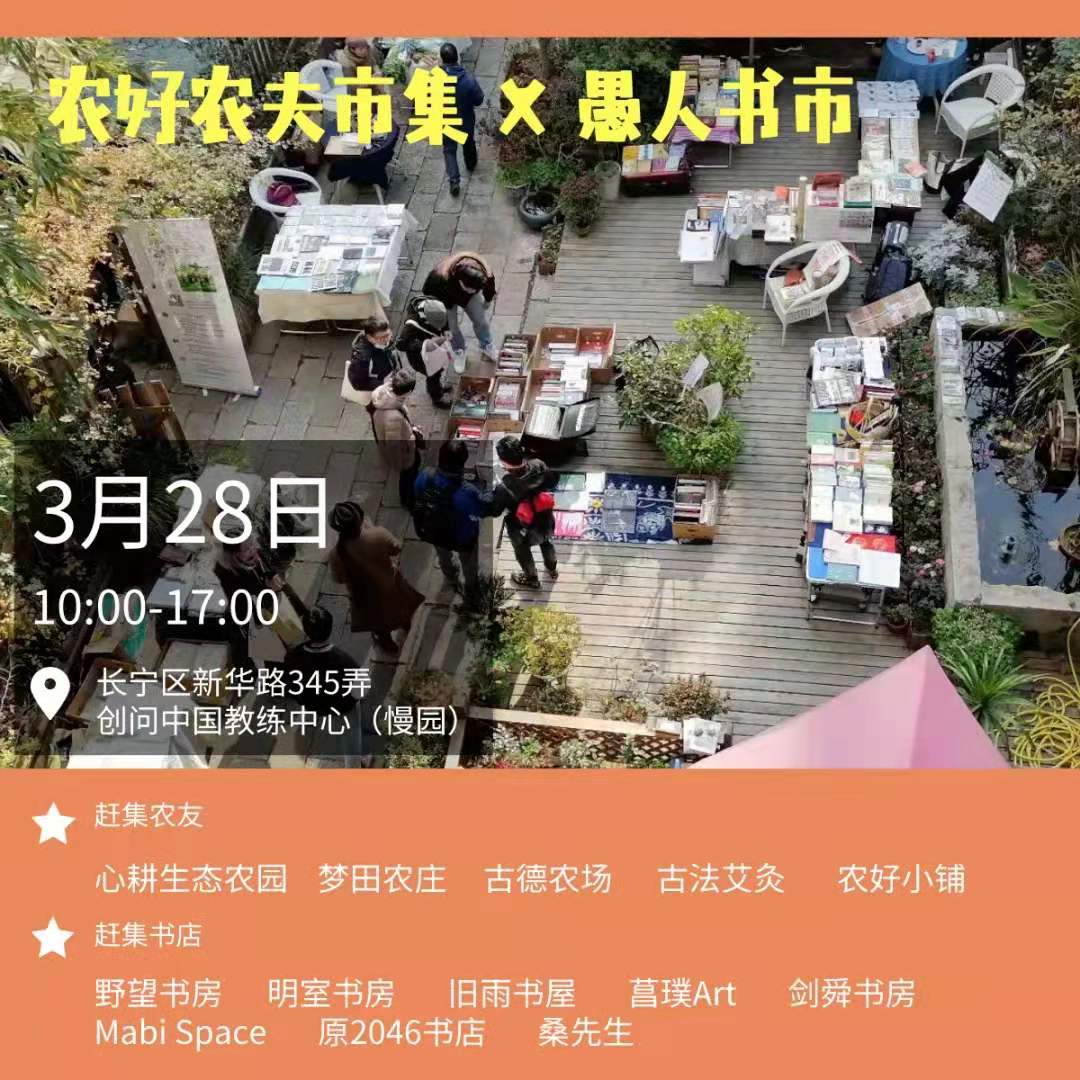 农好农夫市集 X 愚人书市
3月28日
10:00-17:00
长宁区新华路345弄
创问中国教练中心（慢园）
赶集农友
心耕生态农园 梦田农庄 古德农场 古法艾灸 农好小铺
赶集书店
野望书房 明室书房 旧雨书屋 菖璞Art 剑舜书房
Mabi Space 原2046书店 桑先生